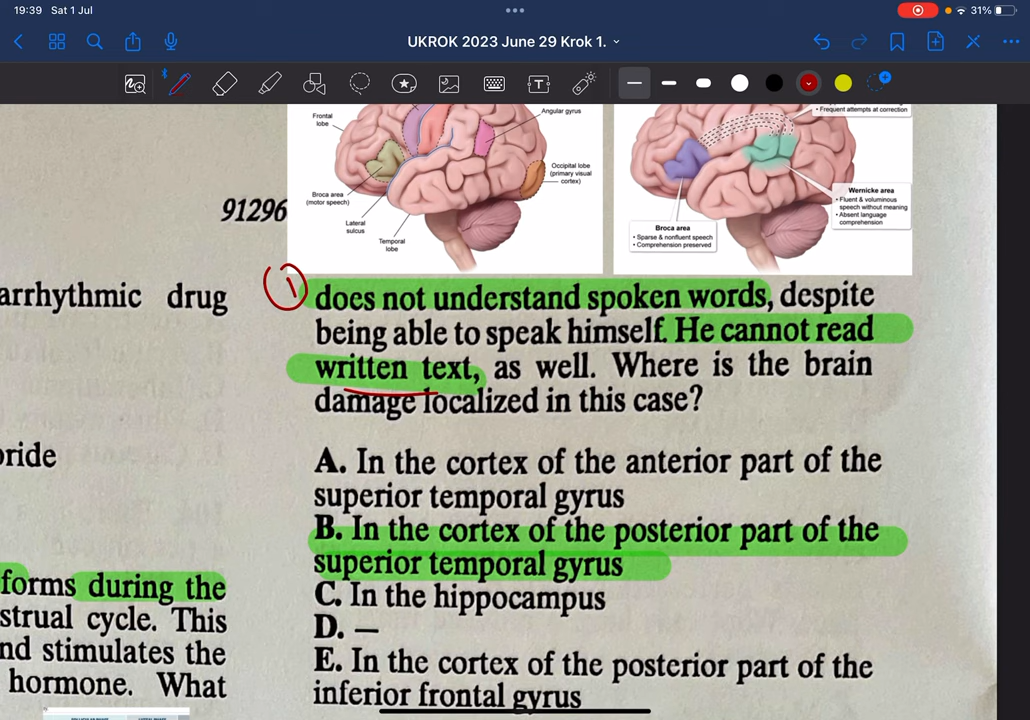 19:39 Sat 1 Jul
31%
UKROK 2023 June 29 Krok 1.
Frontal
lobe
Angular gyrus
• Frequent attempts at correction
Occipital lobe
(primary visual
cortex)
Broca area
(motor speech)
Lateral
sulcus
Temporal
lobe
Wernicke area
• Fluent & voluminous
speech without meaning
• Absent language
comprehension
Broca area
• Sparse & nonfluent speech
• Comprehension preserved
91296
arrhythmic drug
oride
forms during the
strual cycle. This
nd stimulates the
hormone. What
1
does not understand spoken words, despite
being able to speak himself. He cannot read
written text, as well. Where is the brain
damage localized in this case?
A. In the cortex of the anterior part of the
superior temporal gyrus
B. In the cortex of the posterior part of the
superior temporal gyrus
C. In the hippocampus
D. —
E. In the cortex of the posterior part of the
inferior frontal gyrus